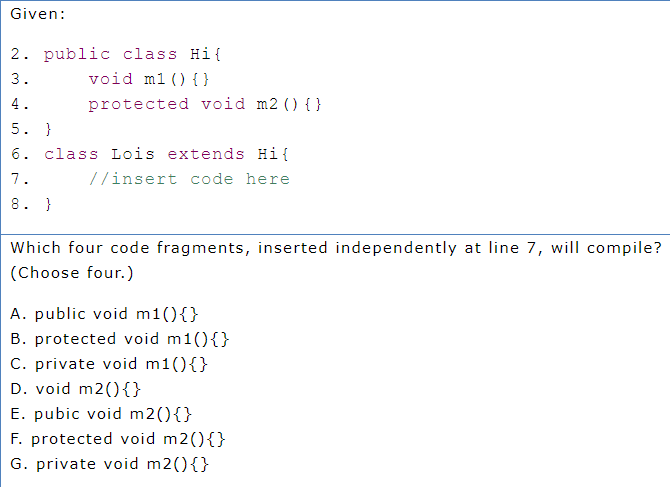 Given:
2. public class Hi{
3.     void m1(){}
4.     protected void m2(){}
5. }
6. class Lois extends Hi{
7.     //insert code here
8. }
Which four code fragments, inserted independently at line 7, will compile?
(Choose four.)
A. public void m1(){}
B. protected void m1(){}
C. private void m1(){}
D. void m2(){}
E. pubic void m2(){}
F. protected void m2(){}
G. private void m2(){}